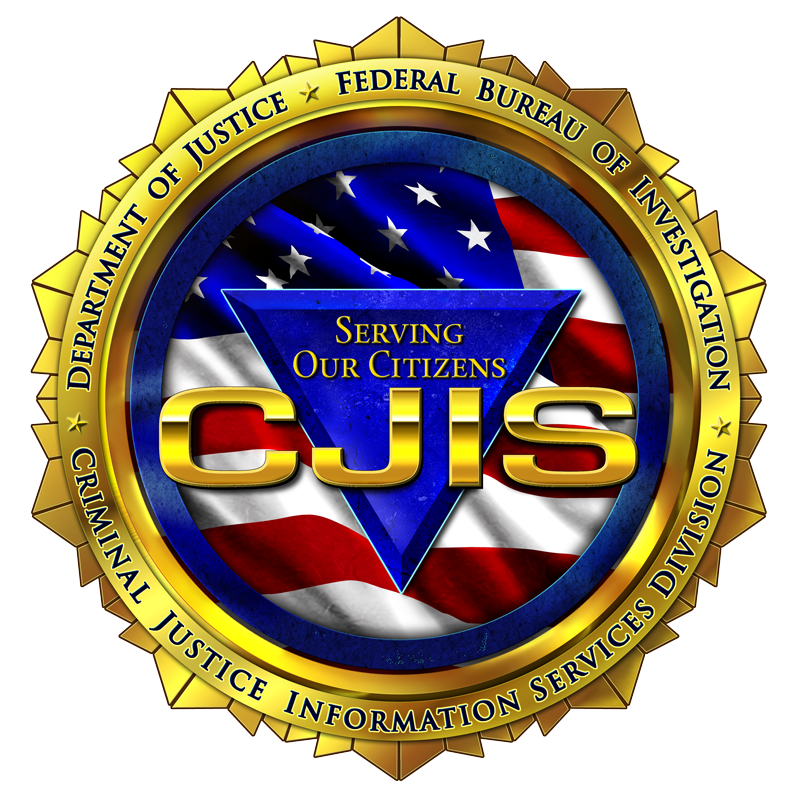 DEPARTMENT OF JUSTICE ★ FEDERAL BUREAU OF INVESTIGATION ★
CRIMINAL JUSTICE INFORMATION SERVICES DIVISION ★
SERVING
OUR CITIZENS
CJIS